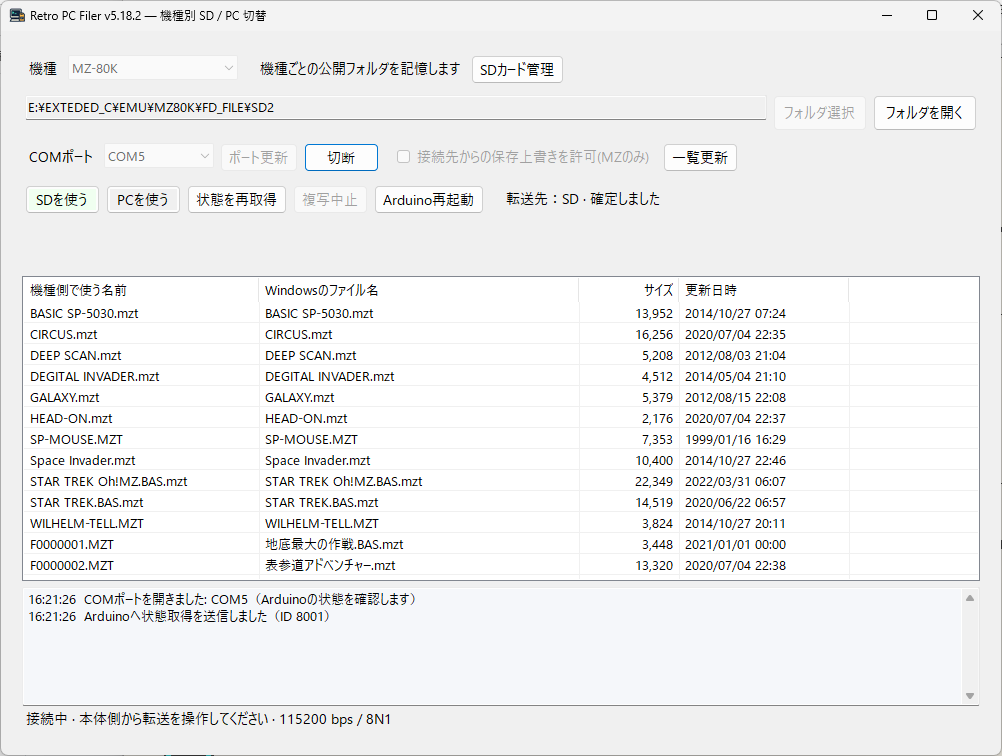 Retro PC Filer v5.18.2 — 機種別 SD / PC 切替
機種 MZ-80K 機種ごとの公開フォルダを記憶します SDカード管理
E:¥EXTEDED_C¥EMU¥MZ80K¥FD_FILE¥SD2 フォルダ選択 フォルダを開く
COMポート COM5 ポート更新 切断 接続先からの保存上書きを許可(MZのみ) 一覧更新
SDを使う PCを使う 状態を再取得 複写中止 Arduino再起動 転送先：SD · 確定しました
機種側で使う名前 Windowsのファイル名 サイズ 更新日時
BASIC SP-5030.mzt BASIC SP-5030.mzt 13,952 2014/10/27 07:24
CIRCUS.mzt CIRCUS.mzt 16,256 2020/07/04 22:35
DEEP SCAN.mzt DEEP SCAN.mzt 5,208 2012/08/03 21:04
DEGITAL INVADER.mzt DEGITAL INVADER.mzt 4,512 2014/05/04 21:10
GALAXY.mzt GALAXY.mzt 5,379 2012/08/15 22:08
HEAD-ON.mzt HEAD-ON.mzt 2,176 2020/07/04 22:37
SP-MOUSE.MZT SP-MOUSE.MZT 7,353 1999/01/16 16:29
Space Invader.mzt Space Invader.mzt 10,400 2014/10/27 22:46
STAR TREK Oh!MZ.BAS.mzt STAR TREK Oh!MZ.BAS.mzt 22,349 2022/03/31 06:07
STAR TREK.BAS.mzt STAR TREK.BAS.mzt 14,519 2020/06/22 06:57
WILHELM-TELL.MZT WILHELM-TELL.MZT 3,824 2014/10/27 20:11
F0000001.MZT 地底最大の作戦.BAS.mzt 3,448 2021/01/01 00:00
F0000002.MZT 表参道アドベンチャー.mzt 13,320 2020/07/04 22:38
16:21:26 COMポートを開きました: COM5（Arduinoの状態を確認します）
16:21:26 Arduinoへ状態取得を送信しました（ID 8001）
接続中 · 本体側から転送を操作してください · 115200 bps / 8N1